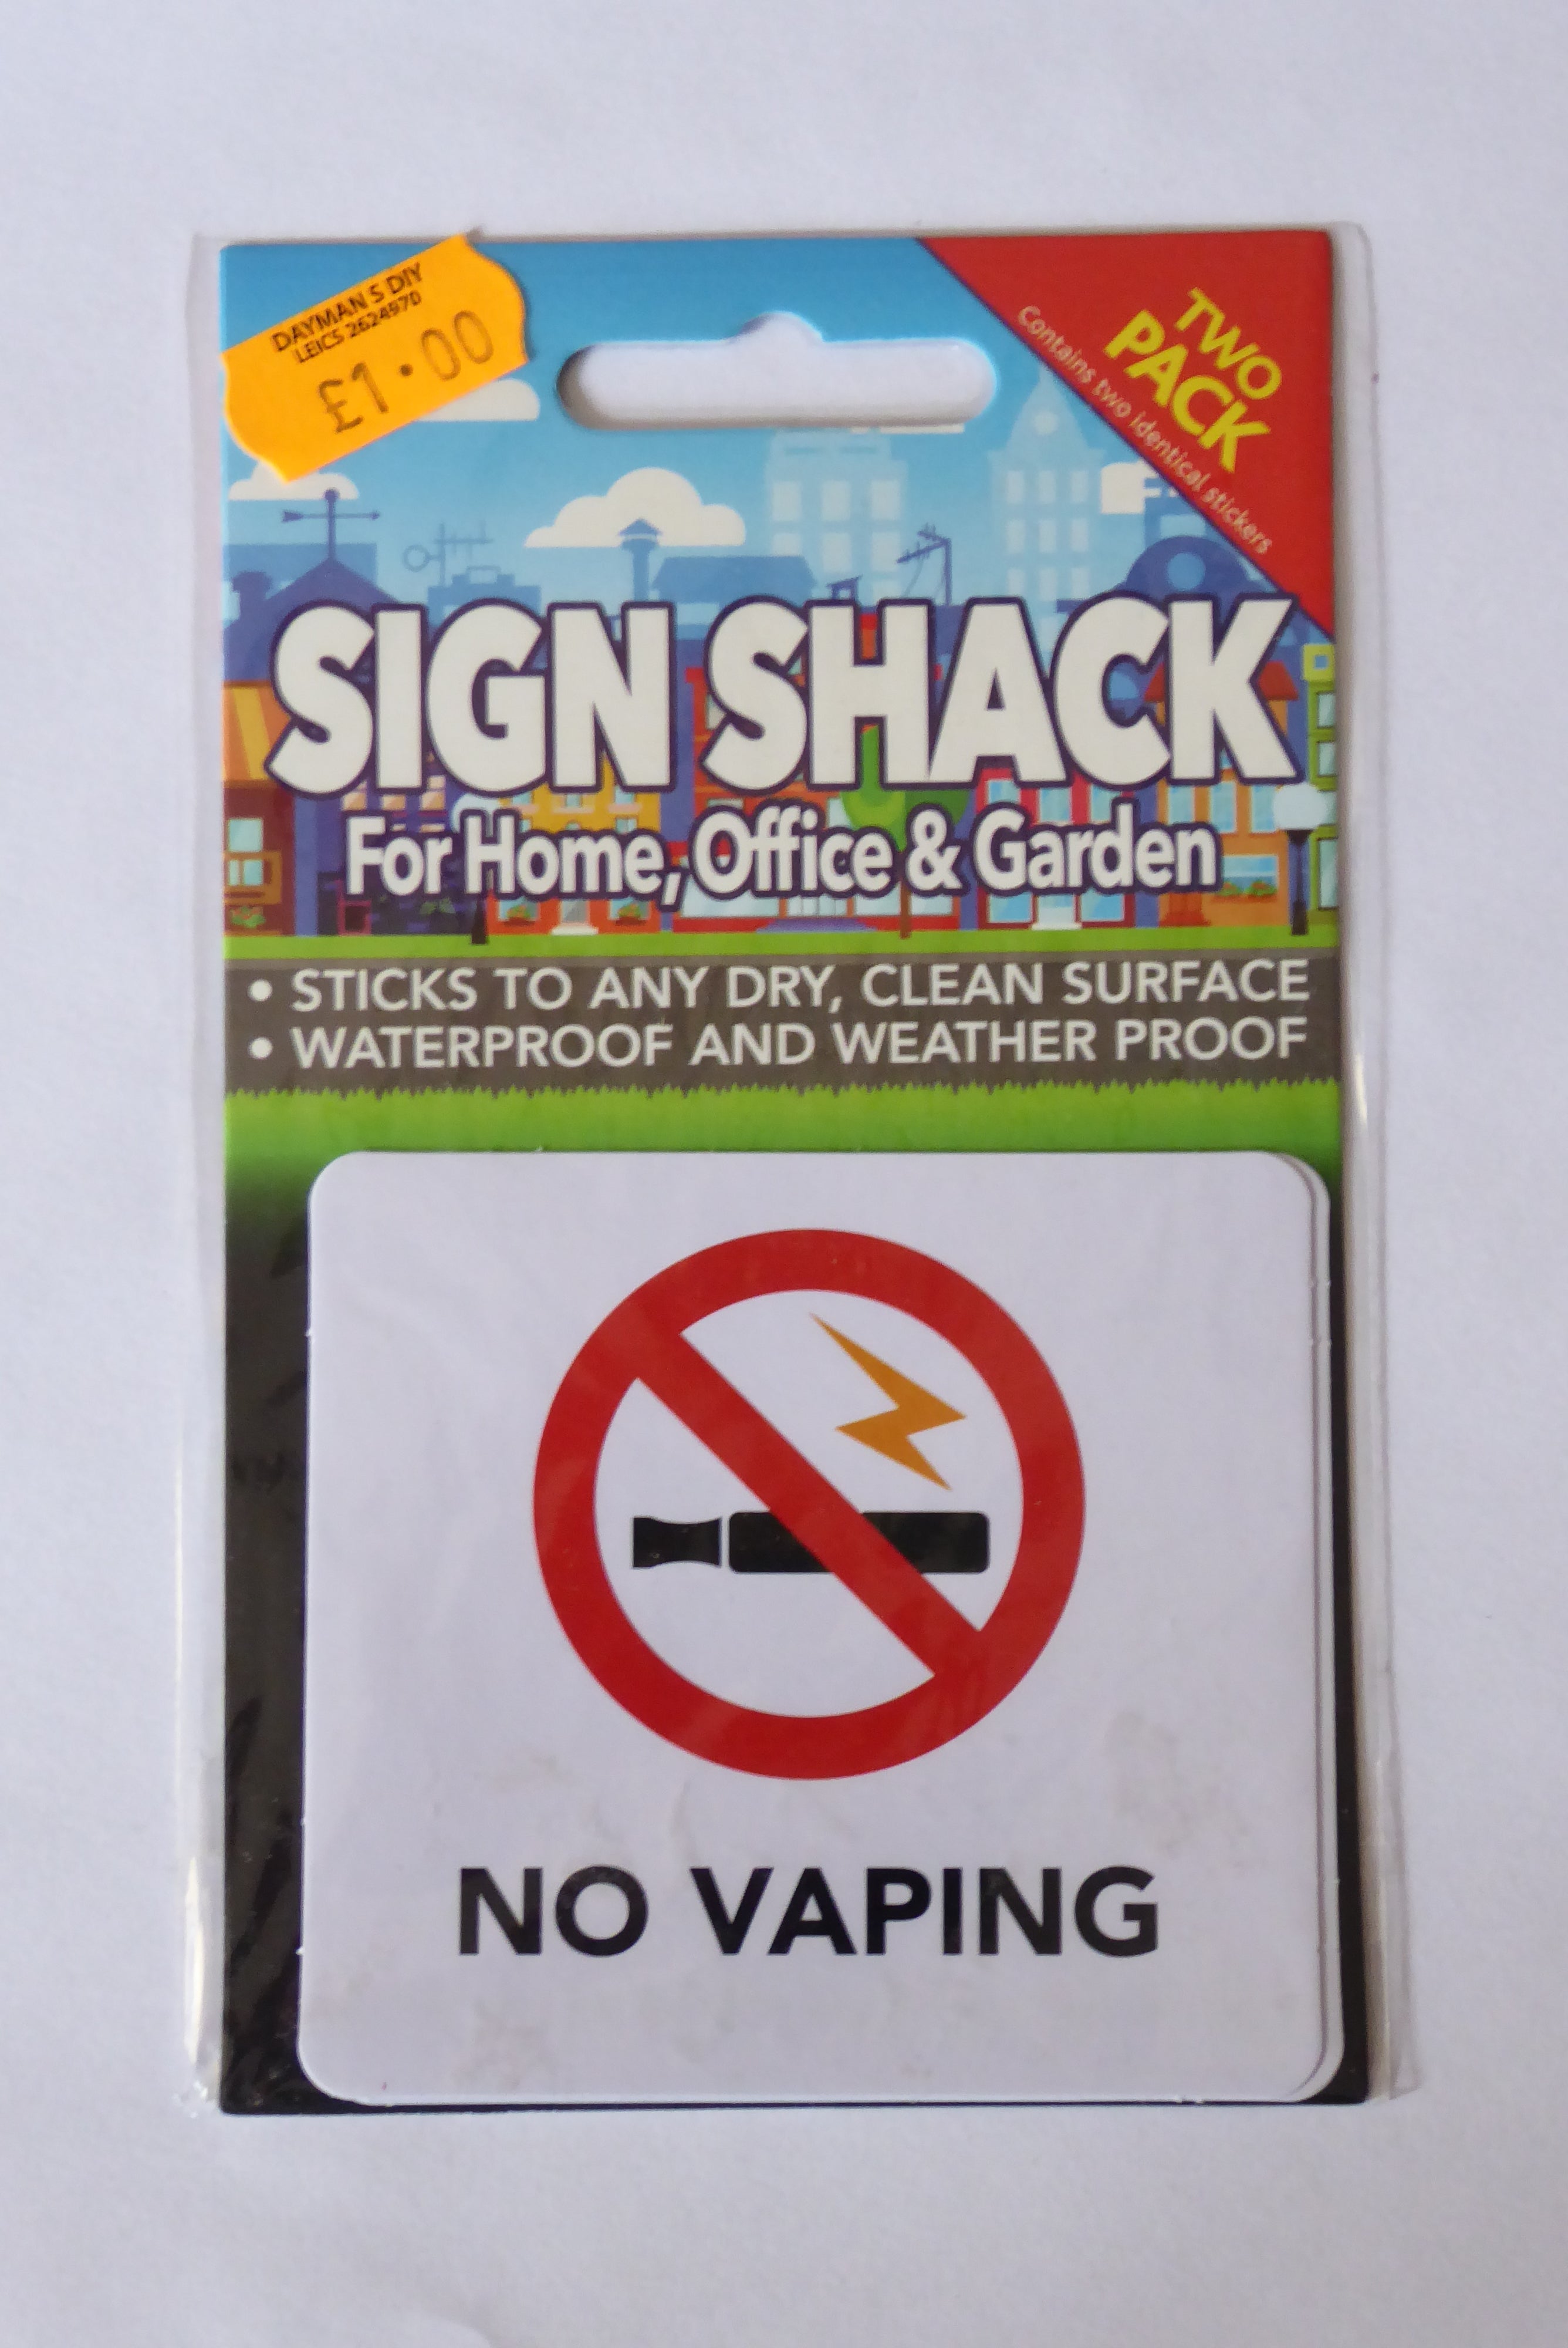 DAYMAN S DIY
LEICS 2624970
£1.00
TWO
PACK
Contains two identical stickers
SIGN SHACK
For Home, Office & Garden
• STICKS TO ANY DRY, CLEAN SURFACE
• WATERPROOF AND WEATHER PROOF
NO VAPING